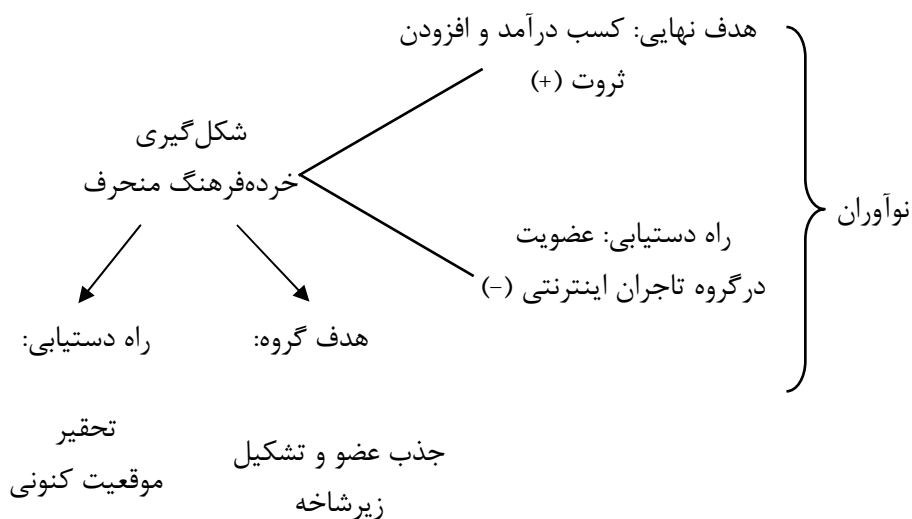 هدف نهایی: کسب درآمد و افزودن
ثروت (+)
نوآوران
راه دستیابی: عضویت
درگروه تاجران اینترنتی (-)
شکل‌گیری
خرده‌فرهنگ منحرف
هدف گروه:
جذب عضو و تشکیل
زیرشاخه
راه دستیابی:
تحقیر
موقعیت کنونی